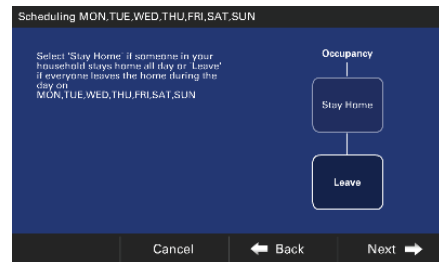 Scheduling MON,TUE,WED,THU,FRI,SAT,SUN
Select 'Stay Home' if someone in your
household stays home all day or 'Leave'
if everyone leaves the home during the
day on
MON,TUE,WED,THU,FRI,SAT,SUN
Occupancy
Stay Home
Leave
Cancel
Back
Next